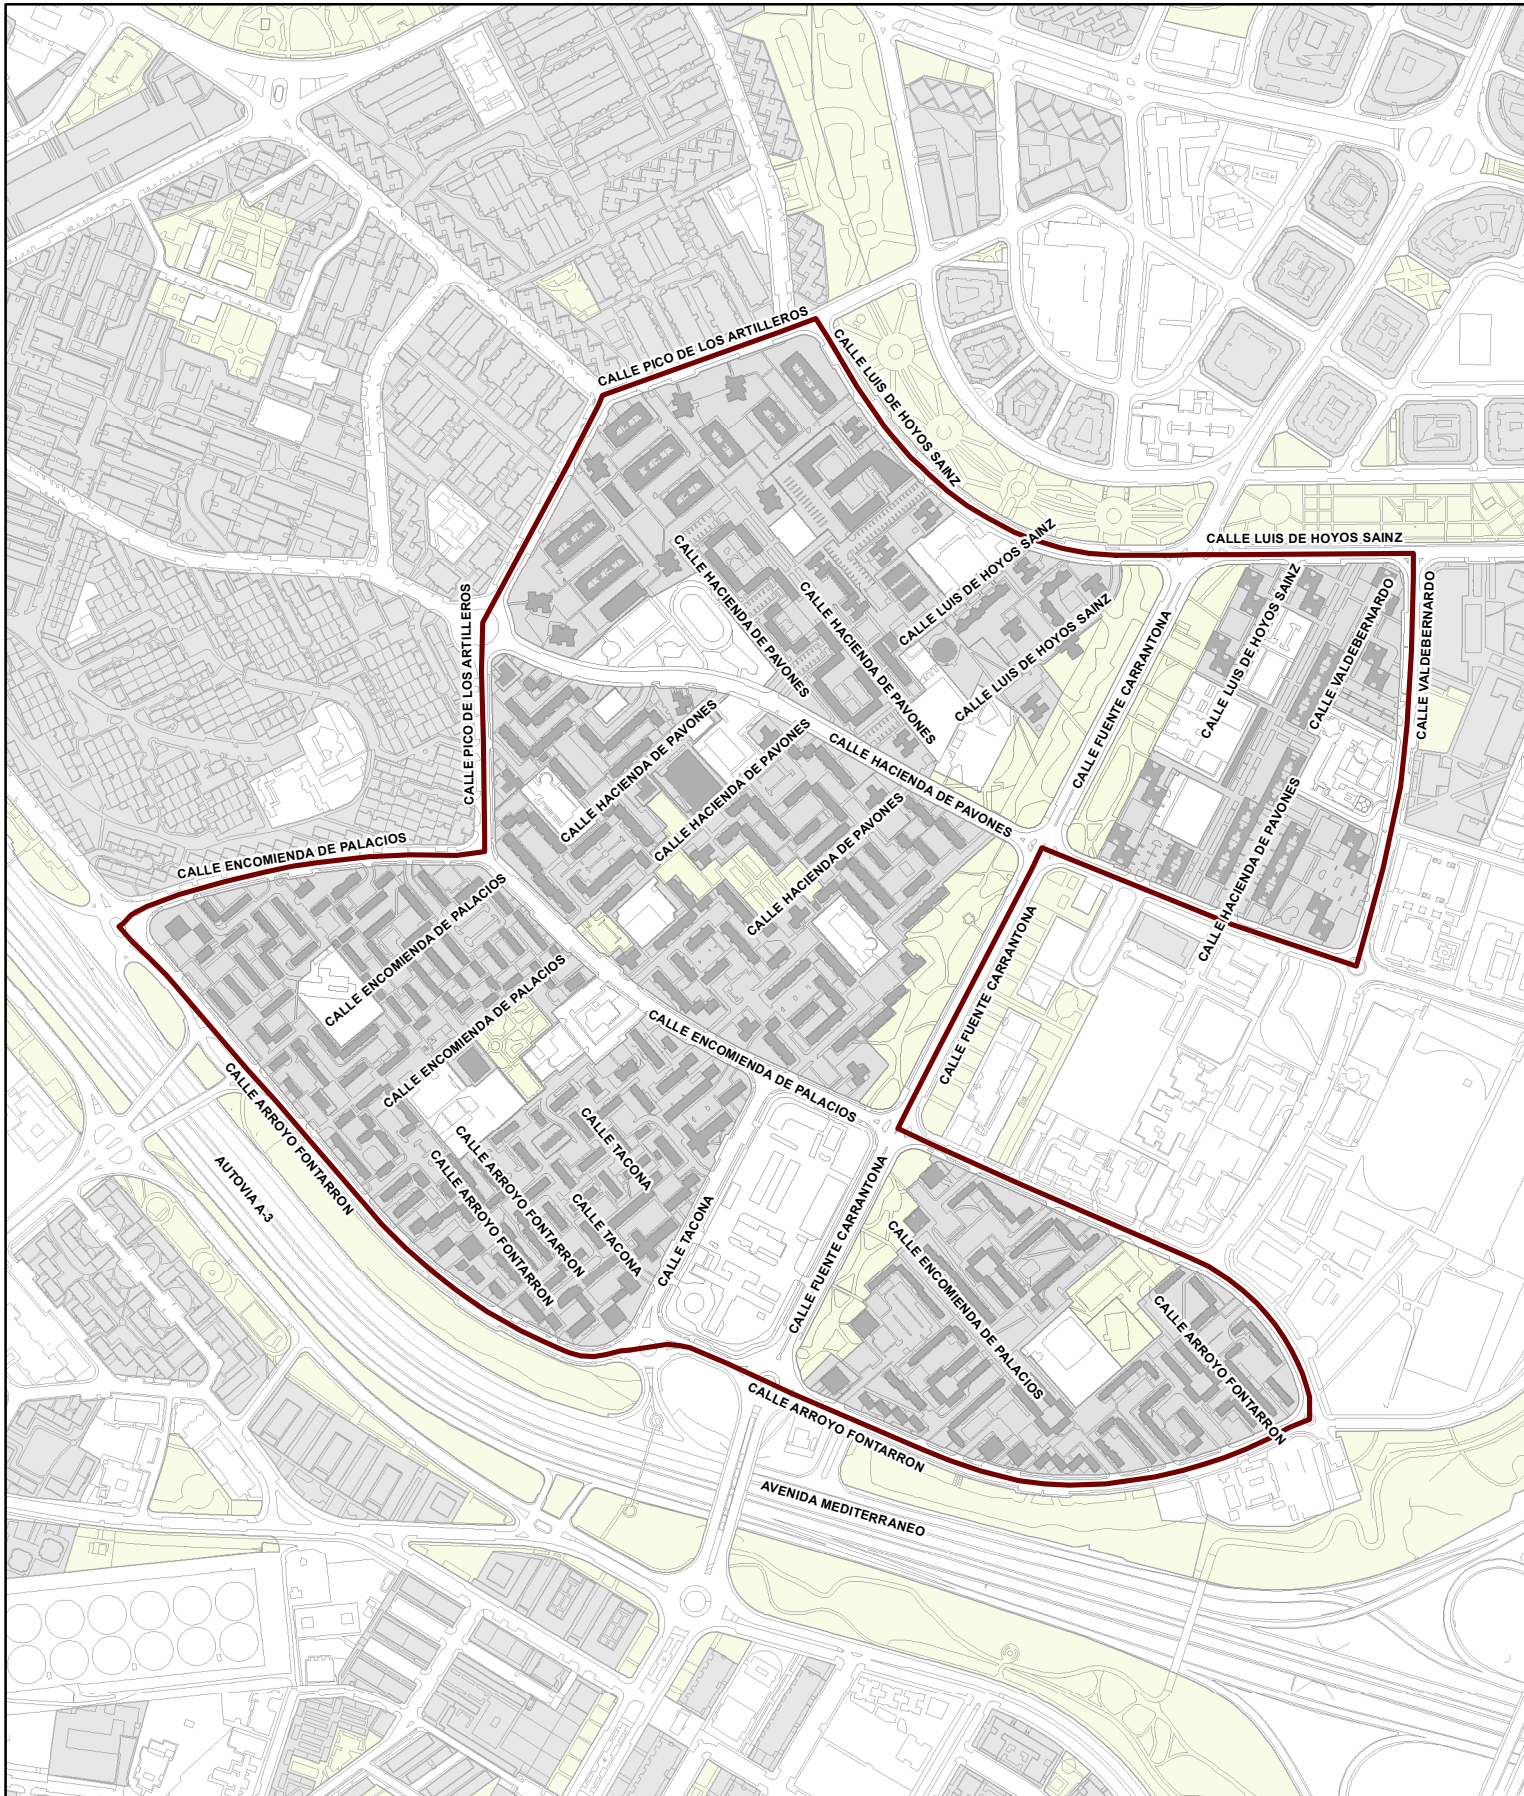 CALLE PICO DE LOS ARTILLEROS
CALLE LUIS DE HOYOS SAINZ
CALLE LUIS DE HOYOS SAINZ
CALLE LUIS DE HOYOS SAINZ
CALLE HACIENDA DE PAVONES
CALLE HACIENDA DE PAVONES
CALLE LUIS DE HOYOS SAINZ
CALLE LUIS DE HOYOS SAINZ
CALLE VALDEBERNARDO
CALLE VALDEBERNARDO
CALLE PICO DE LOS ARTILLEROS
CALLE FUENTE CARRANTONA
CALLE HACIENDA DE PAVONES
CALLE HACIENDA DE PAVONES
CALLE HACIENDA DE PAVONES
CALLE HACIENDA DE PAVONES
CALLE HACIENDA DE PAVONES
CALLE ENCOMIENDA DE PALACIOS
CALLE ENCOMIENDA DE PALACIOS
CALLE ENCOMIENDA DE PALACIOS
CALLE FUENTE CARRANTONA
CALLE ENCOMIENDA DE PALACIOS
CALLE ARROYO FONTARRON
AUTOVIA A-3
CALLE TACONA
CALLE ARROYO FONTARRON
CALLE ARROYO FONTARRON
CALLE TACONA
CALLE TACONA
CALLE FUENTE CARRANTONA
CALLE ENCOMIENDA DE PALACIOS
CALLE ARROYO FONTARRON
CALLE ARROYO FONTARRON
AVENIDA MEDITERRANEO